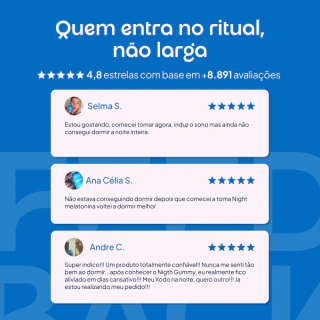 Quem entra no ritual,
não larga
4,8 estrelas com base em +8.891 avaliações
Selma S.
Estou gostando, comecei tomar agora, induz o sono mas ainda não
consegui dormir a noite inteira.
Ana Célia S.
Não estava conseguindo dormir depois que comecei a toma Night
melatonina voltei a dormir melhor
Andre C.
Super indico!!! Um produto totalmente confiável!! Nunca me senti tão
bem ao dormir... após conhecer o Nigth Gummy, eu realmente fico
aliviado em dias cansativo!!! Meu Xodo na noite, quero outro!!! Ja
estou realizando meu pedido!!!